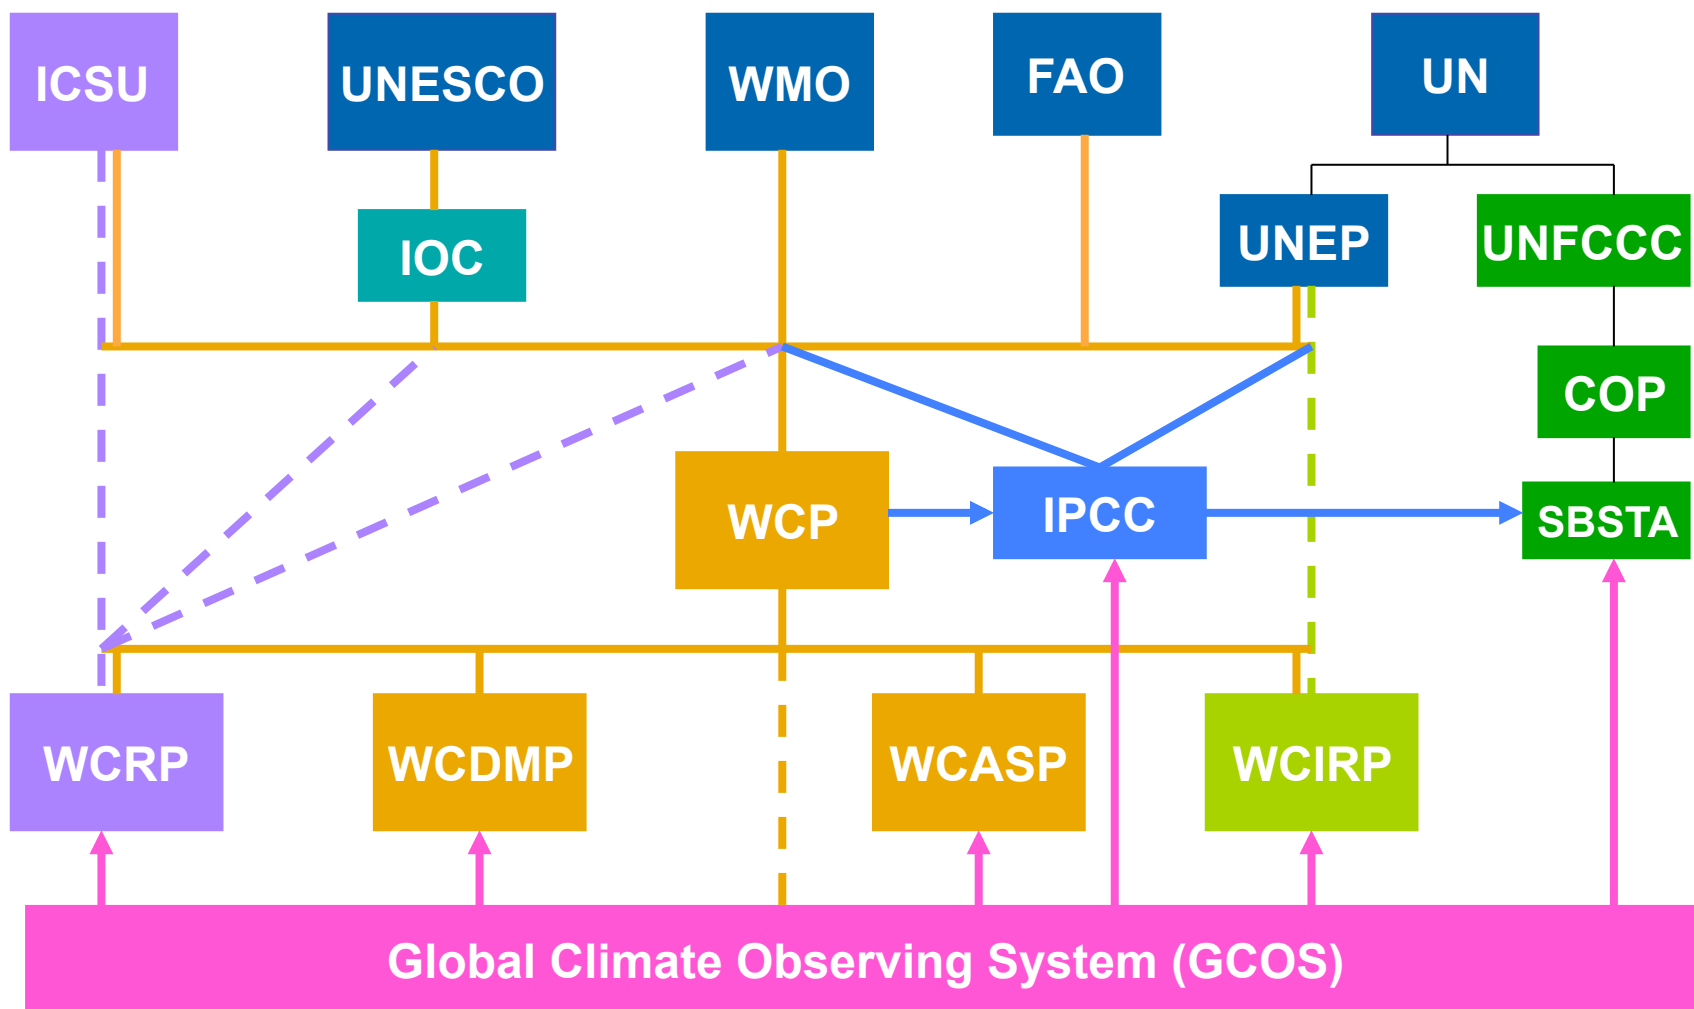 ICSU
UNESCO
WMO
FAO
UN
IOC
UNEP
UNFCCC
COP
WCP
IPCC
SBSTA
WCRP
WCDMP
WCASP
WCIRP
Global Climate Observing System (GCOS)